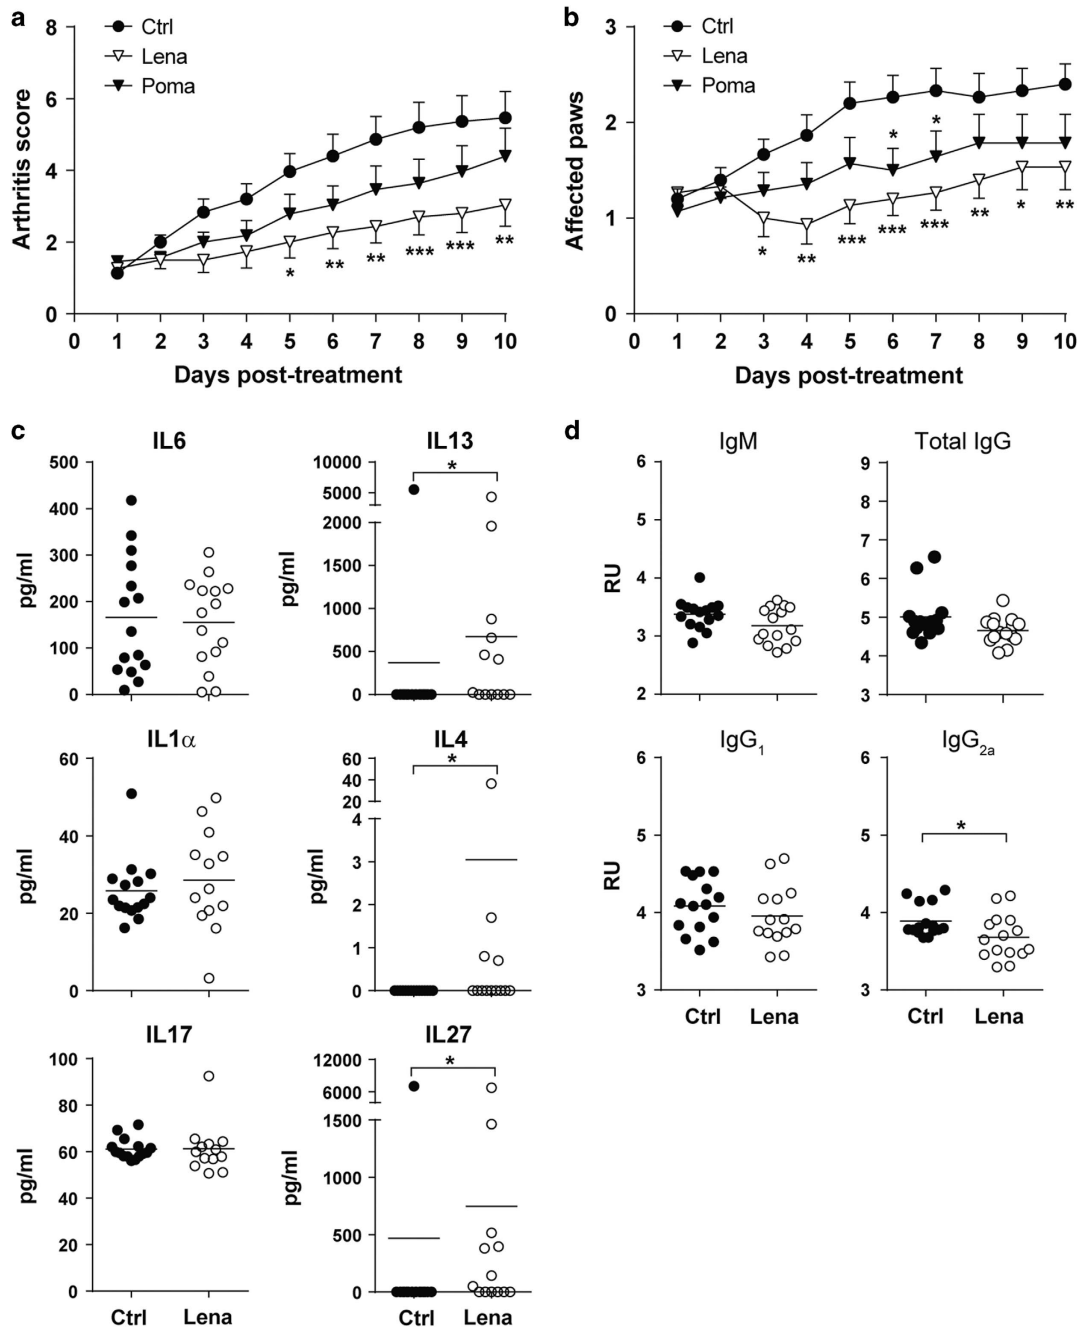 a
Ctrl
Lena
Poma
Arthritis score
8
6
4
2
0
* ** ** *** *** **
0 1 2 3 4 5 6 7 8 9 10
Days post-treatment
b
Ctrl
Lena
Poma
Affected paws
3
2
1
0
* *
* ** *** *** *** ** * **
0 1 2 3 4 5 6 7 8 9 10
Days post-treatment
c
IL6
pg/ml
500
400
300
200
100
0
IL13
pg/ml
10000
5000
2000
1500
1000
500
0
*
IL1α
pg/ml
60
40
20
0
IL4
pg/ml
60
40
20
4
3
2
1
0
*
IL17
pg/ml
100
80
60
40
20
0
Ctrl Lena
IL27
pg/ml
12000
6000
1500
1000
500
0
*
Ctrl Lena
d
IgM
RU
6
5
4
3
2
Total IgG
9
8
7
6
5
4
3
IgG1
RU
6
5
4
3
Ctrl Lena
IgG2a
6
5
4
3
*
Ctrl Lena